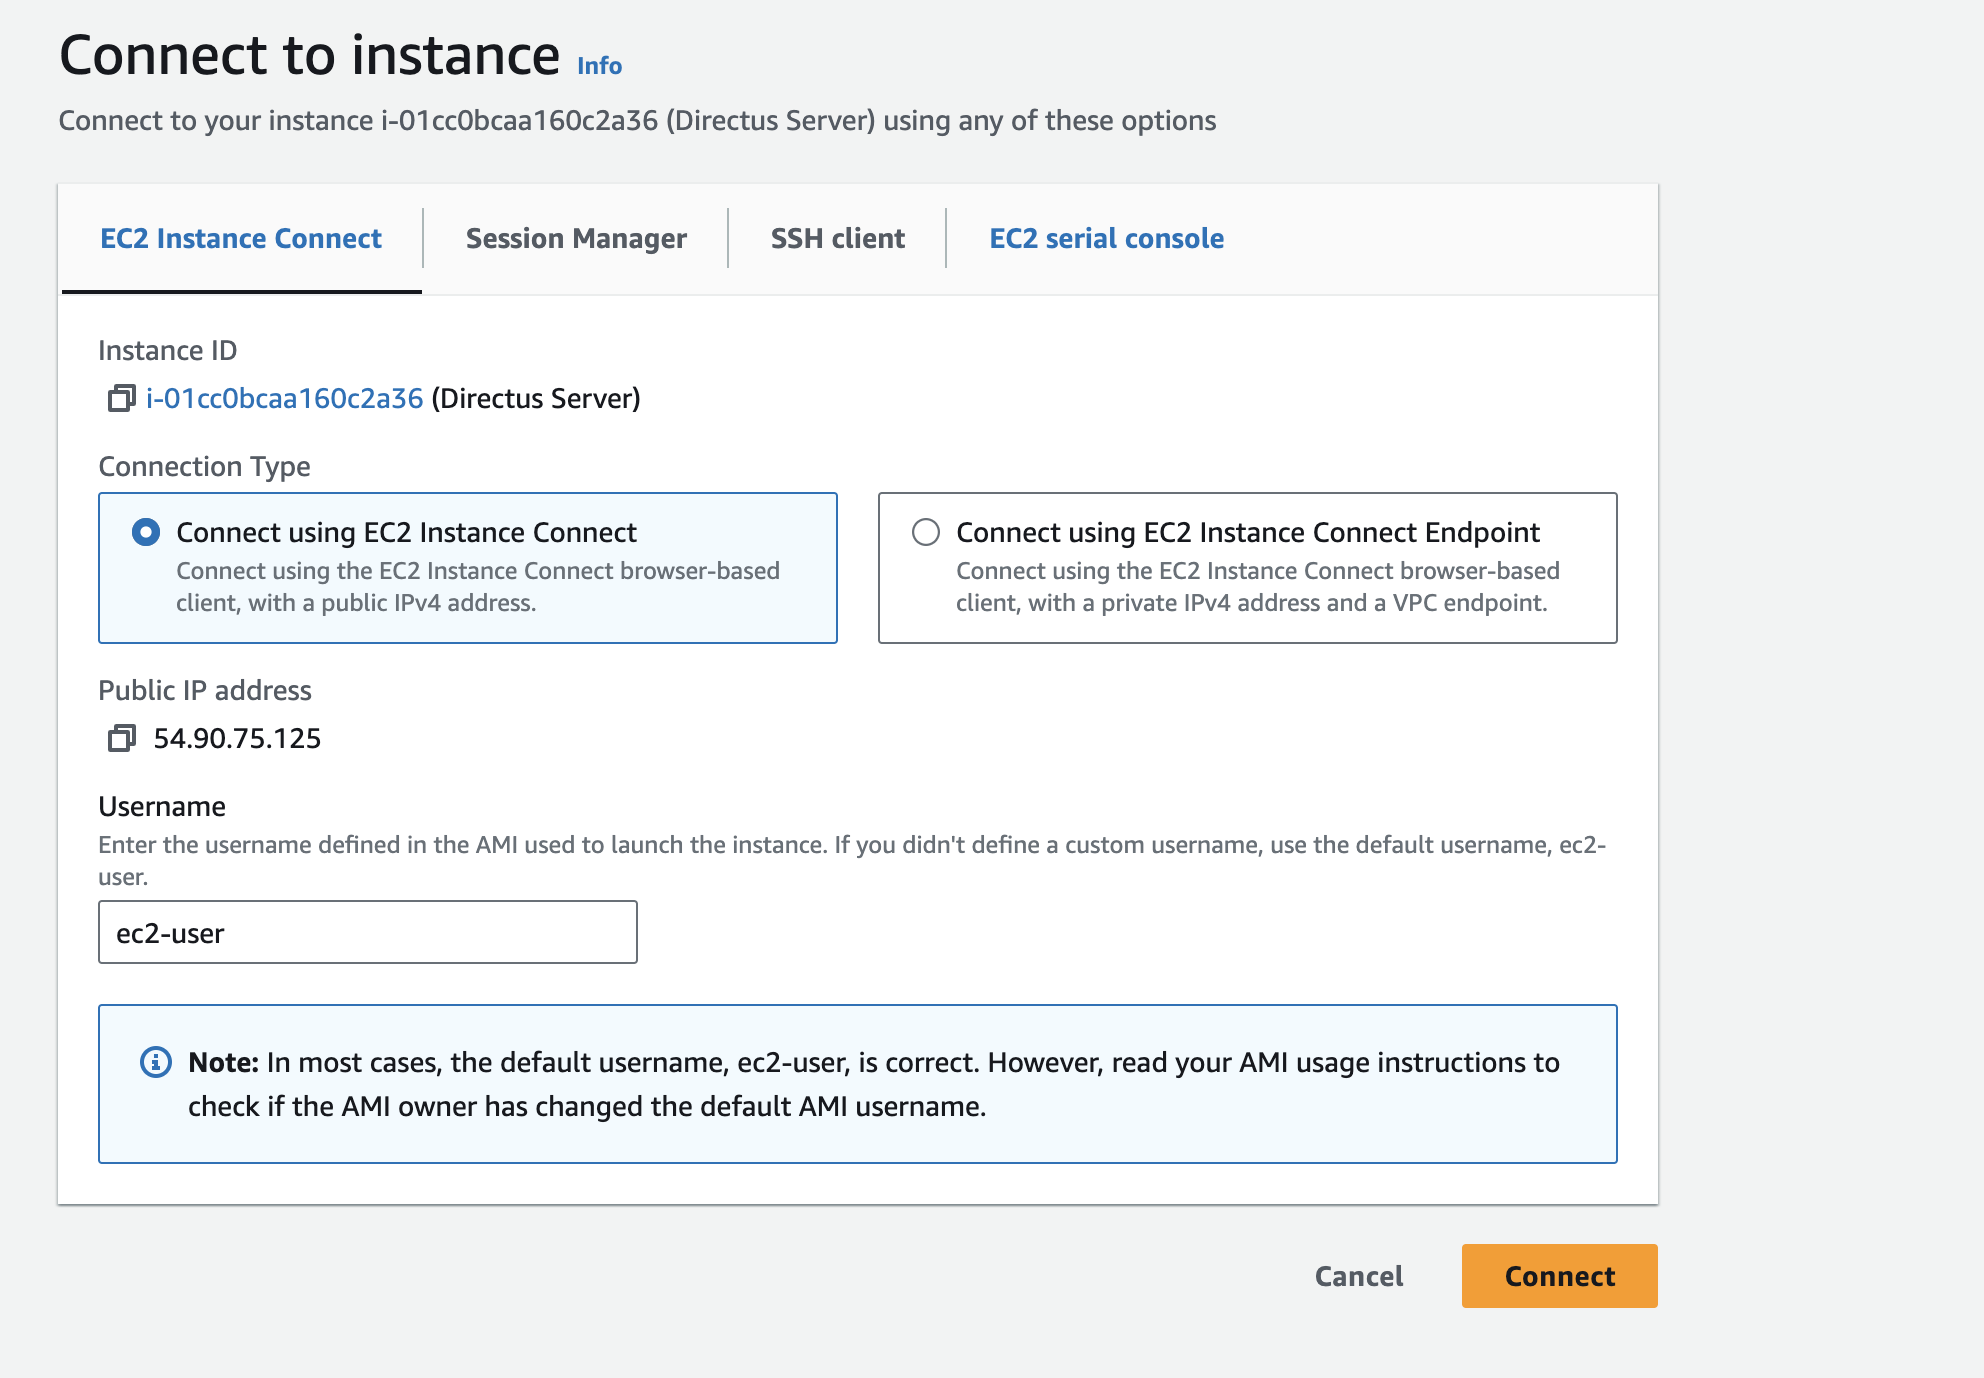 Connect to instance Info
Connect to your instance i-01cc0bcaa160c2a36 (Directus Server) using any of these options
EC2 Instance Connect
Session Manager
SSH client
EC2 serial console
Instance ID
i-01cc0bcaa160c2a36 (Directus Server)
Connection Type
Connect using EC2 Instance Connect
Connect using the EC2 Instance Connect browser-based
client, with a public IPv4 address.
Connect using EC2 Instance Connect Endpoint
Connect using the EC2 Instance Connect browser-based
client, with a private IPv4 address and a VPC endpoint.
Public IP address
54.90.75.125
Username
Enter the username defined in the AMI used to launch the instance. If you didn't define a custom username, use the default username, ec2-
user.
ec2-user
Note: In most cases, the default username, ec2-user, is correct. However, read your AMI usage instructions to
check if the AMI owner has changed the default AMI username.
Cancel
Connect